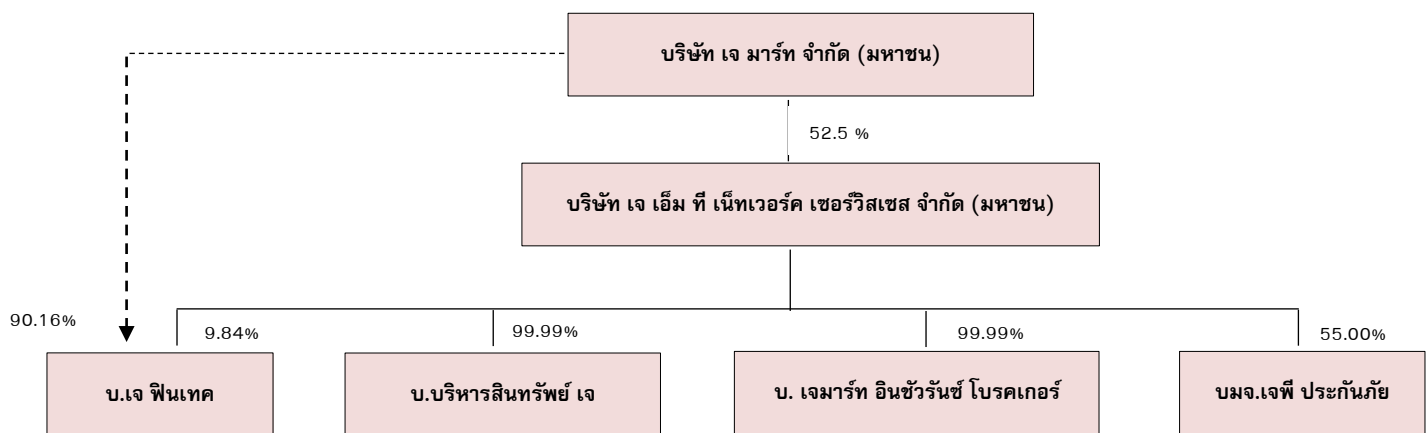 บริษัท เจ มาร์ท จำกัด (มหาชน)
52.5 %
บริษัท เจ เอ็ม ที เน็ทเวอร์ค เซอร์วิสเซส จำกัด (มหาชน)
90.16%
9.84%
99.99%
99.99%
55.00%
บ.เจ ฟินเทค
บ.บริหารสินทรัพย์ เจ
บ. เจมาร์ท อินชัวรันซ์ โบรคเกอร์
บมจ.เจพี ประกันภัย